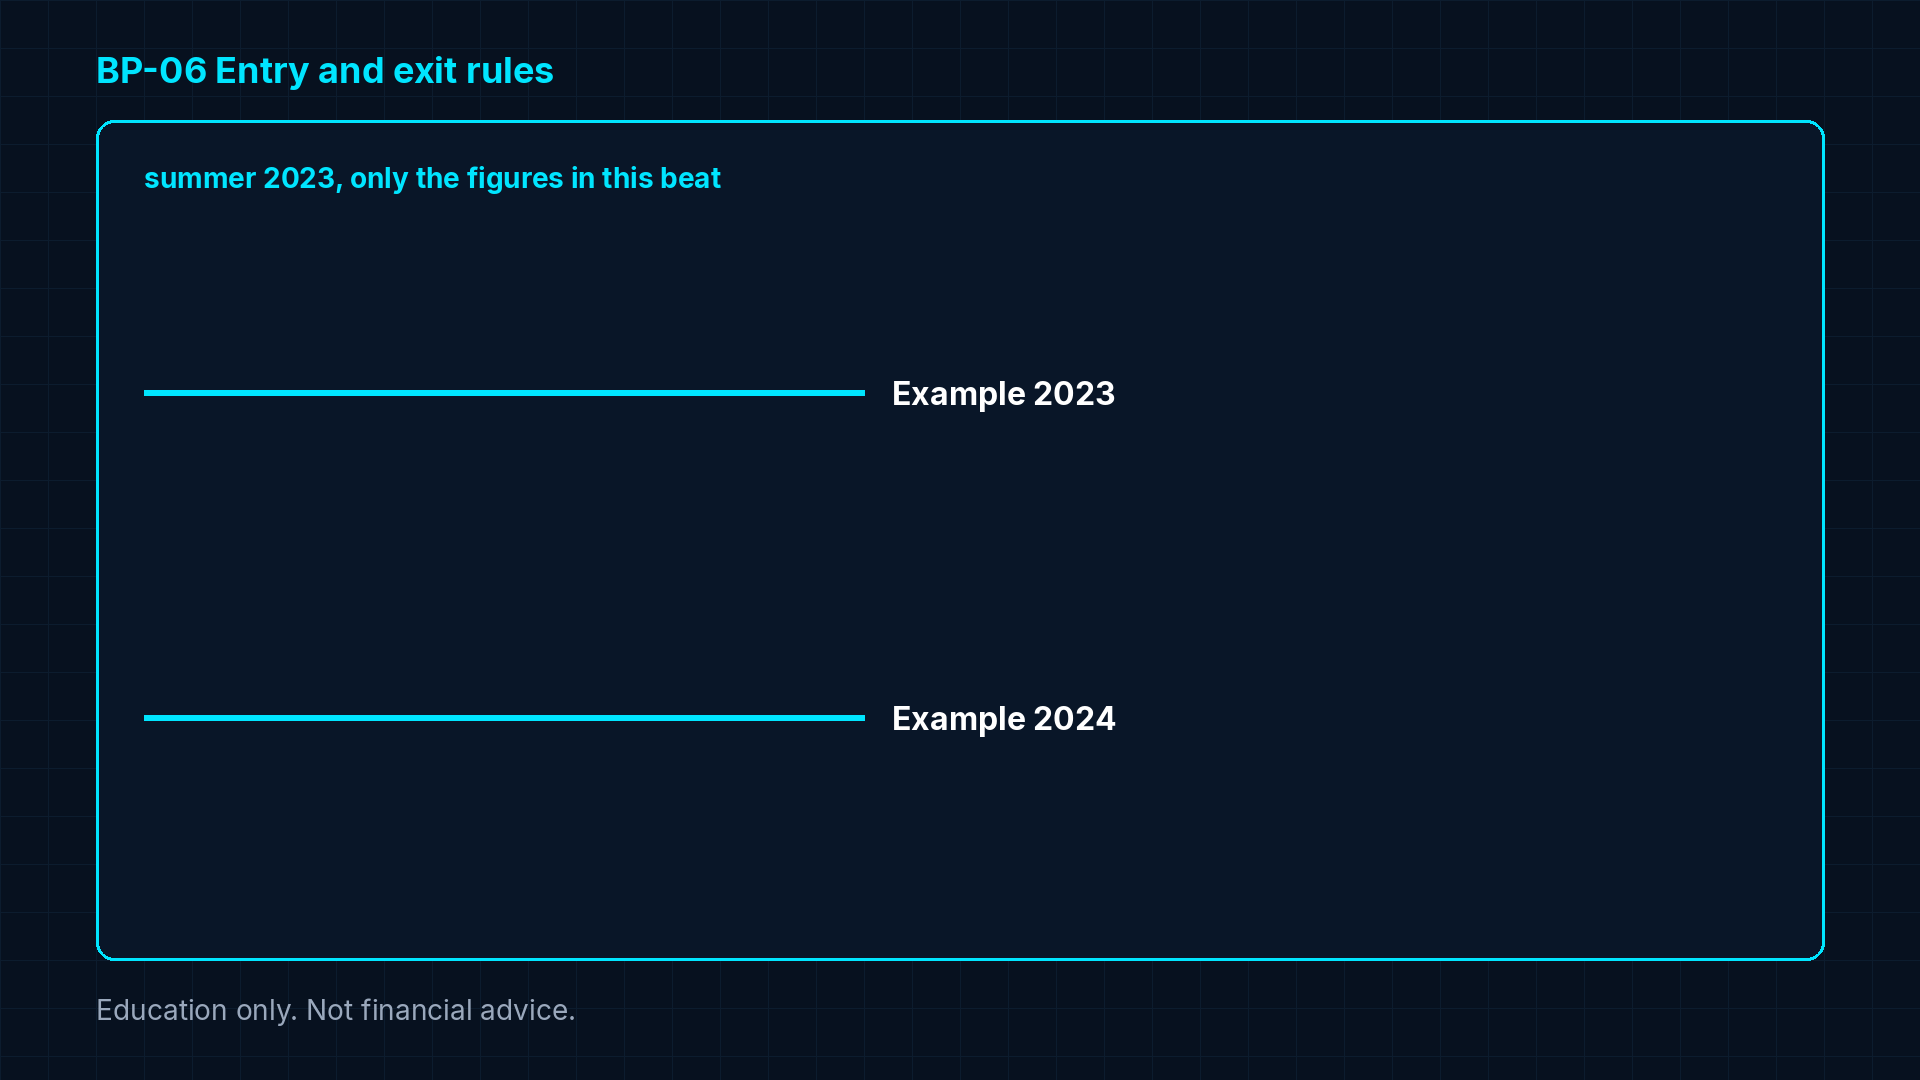 BP-06 Entry and exit rules
summer 2023, only the figures in this beat
Example 2023
Example 2024
Education only. Not financial advice.